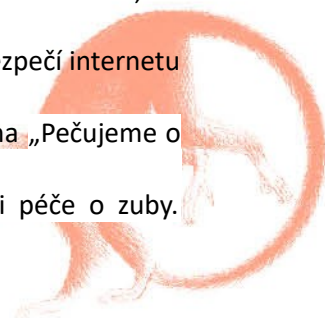 zpečí internetu
na „Pečujeme o
i péče o zuby.